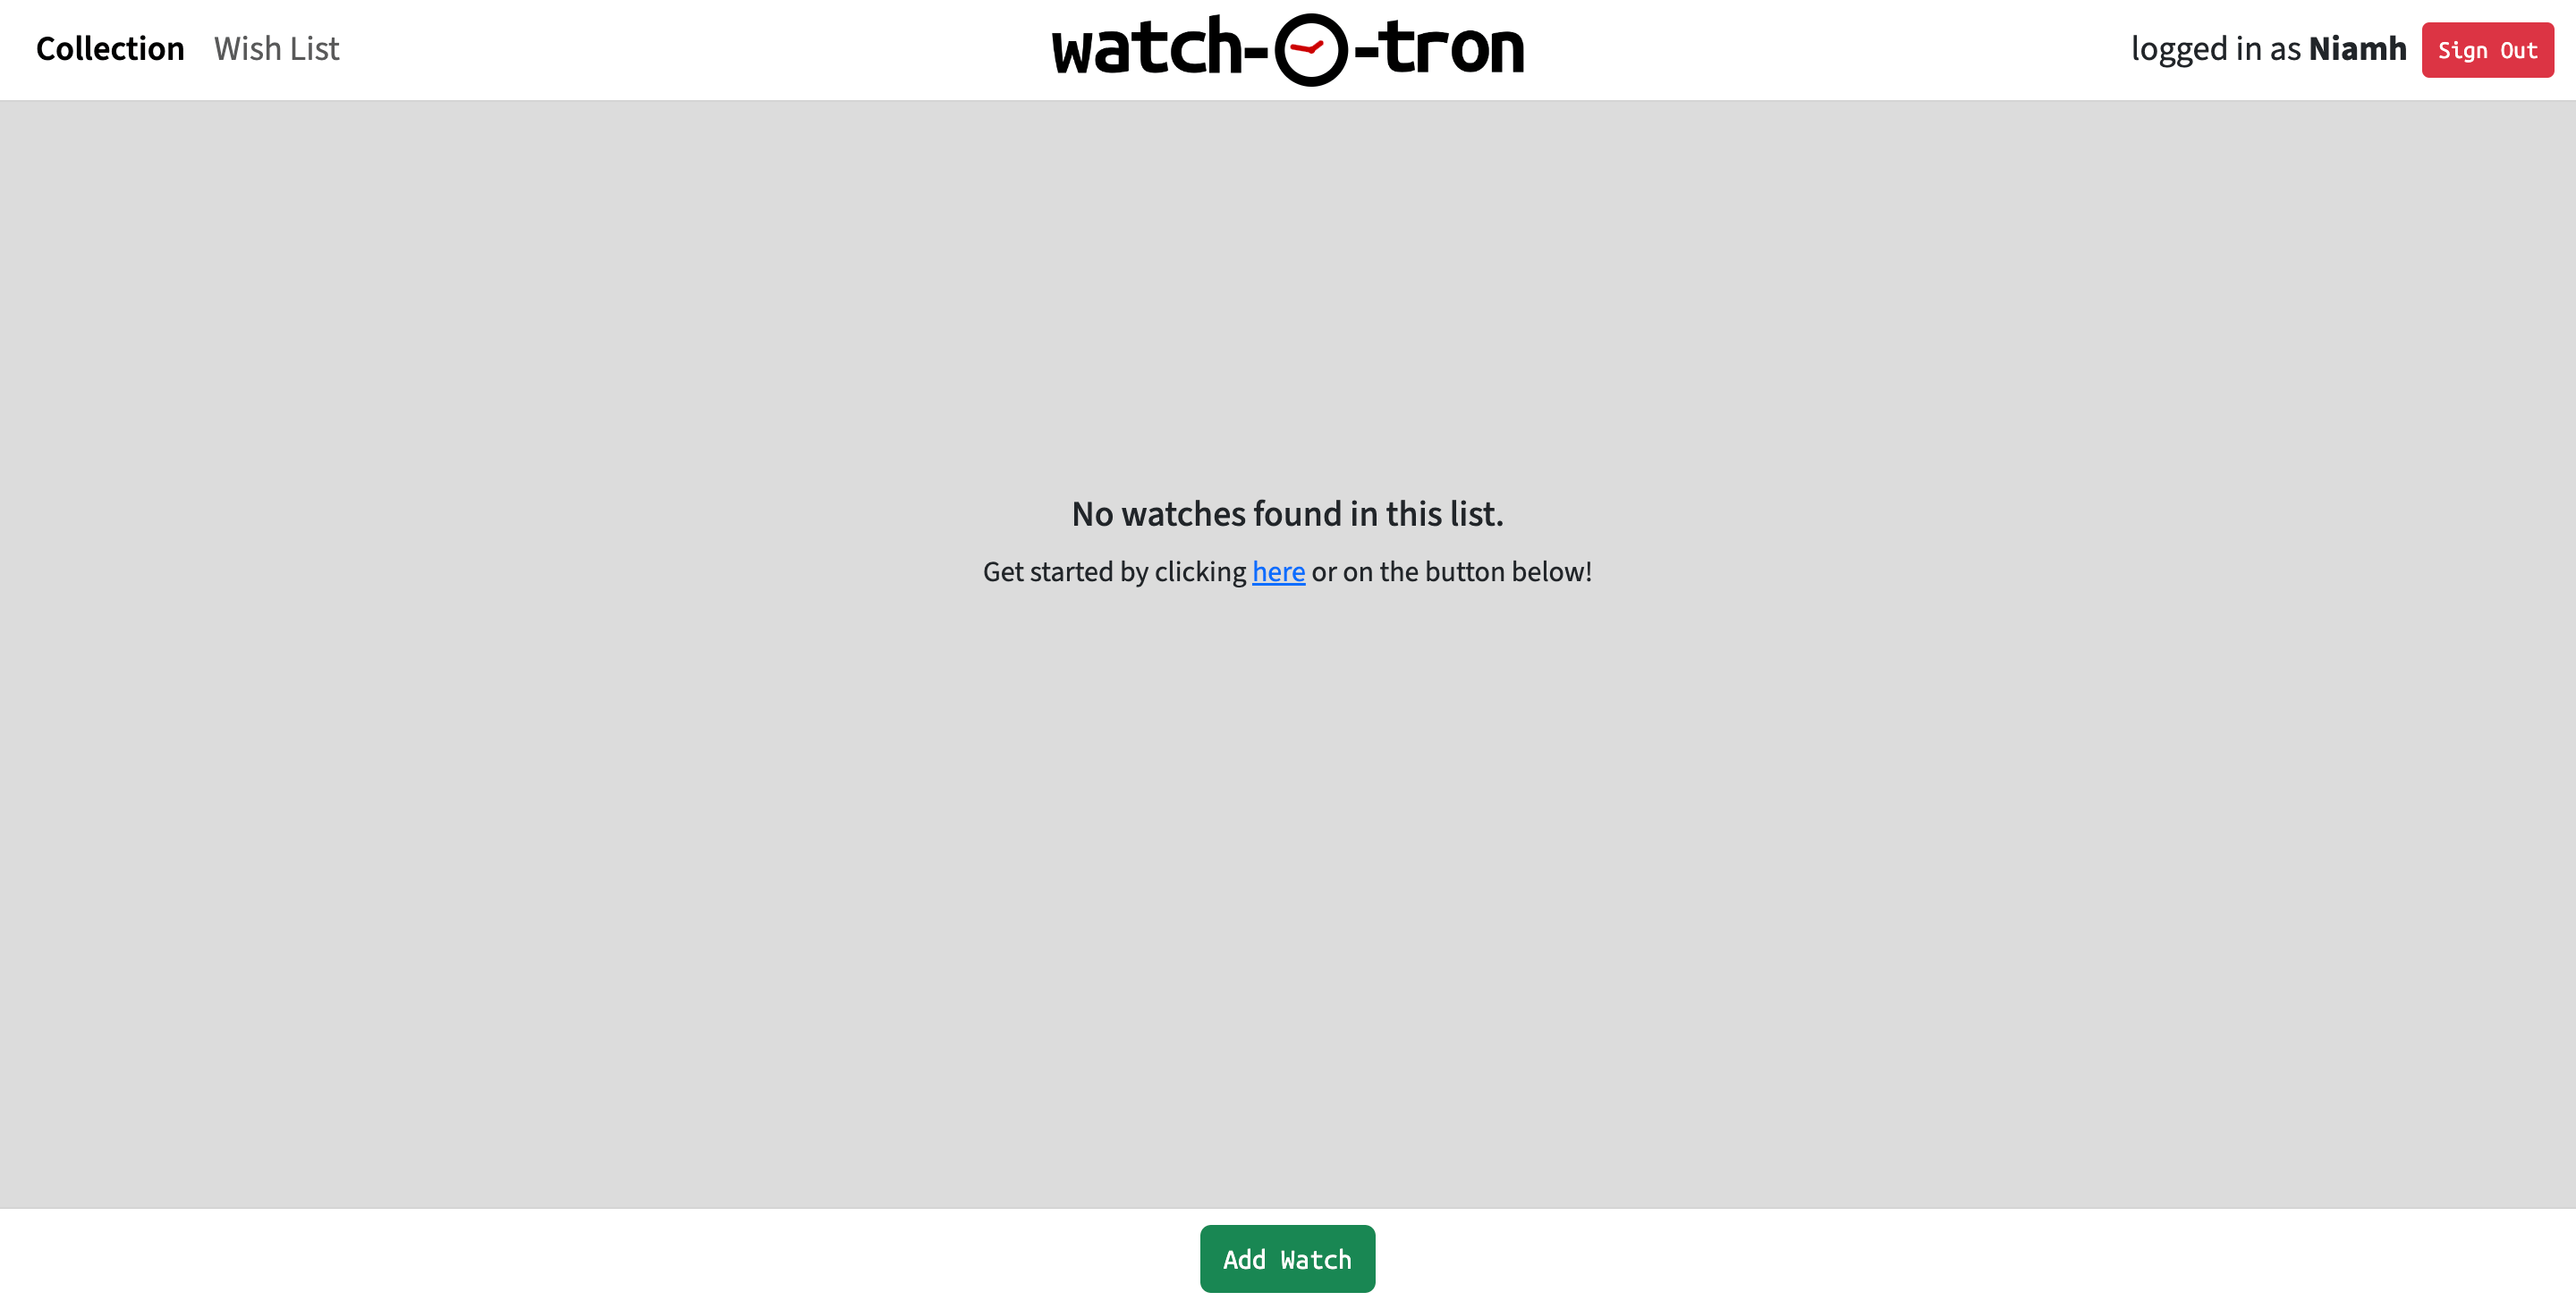 Collection Wish List watch-O-tron logged in as Niamh Sign Out
No watches found in this list.
Get started by clicking here or on the button below!
Add Watch